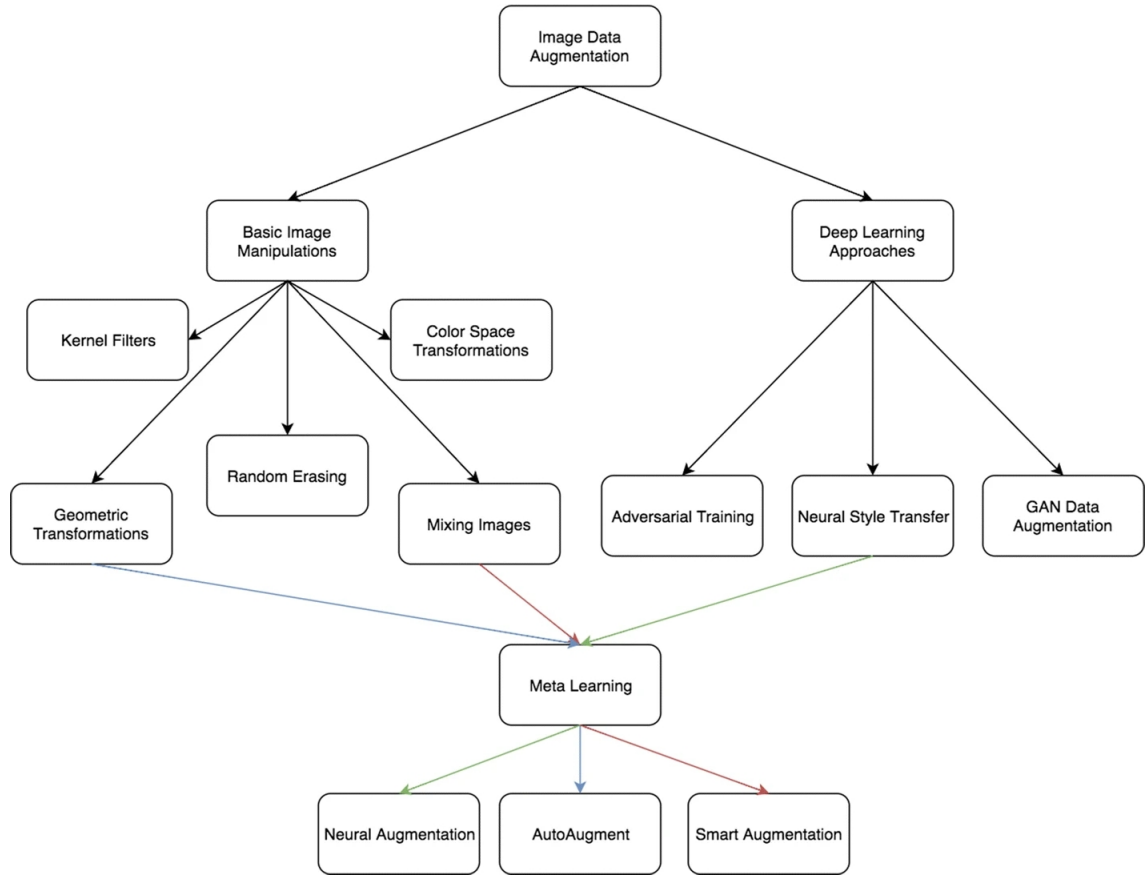 Image Data
Augmentation
Basic Image
Manipulations
Deep Learning
Approaches
Kernel Filters
Color Space
Transformations
Geometric
Transformations
Random Erasing
Mixing Images
Adversarial Training
Neural Style Transfer
GAN Data
Augmentation
Meta Learning
Neural Augmentation
AutoAugment
Smart Augmentation